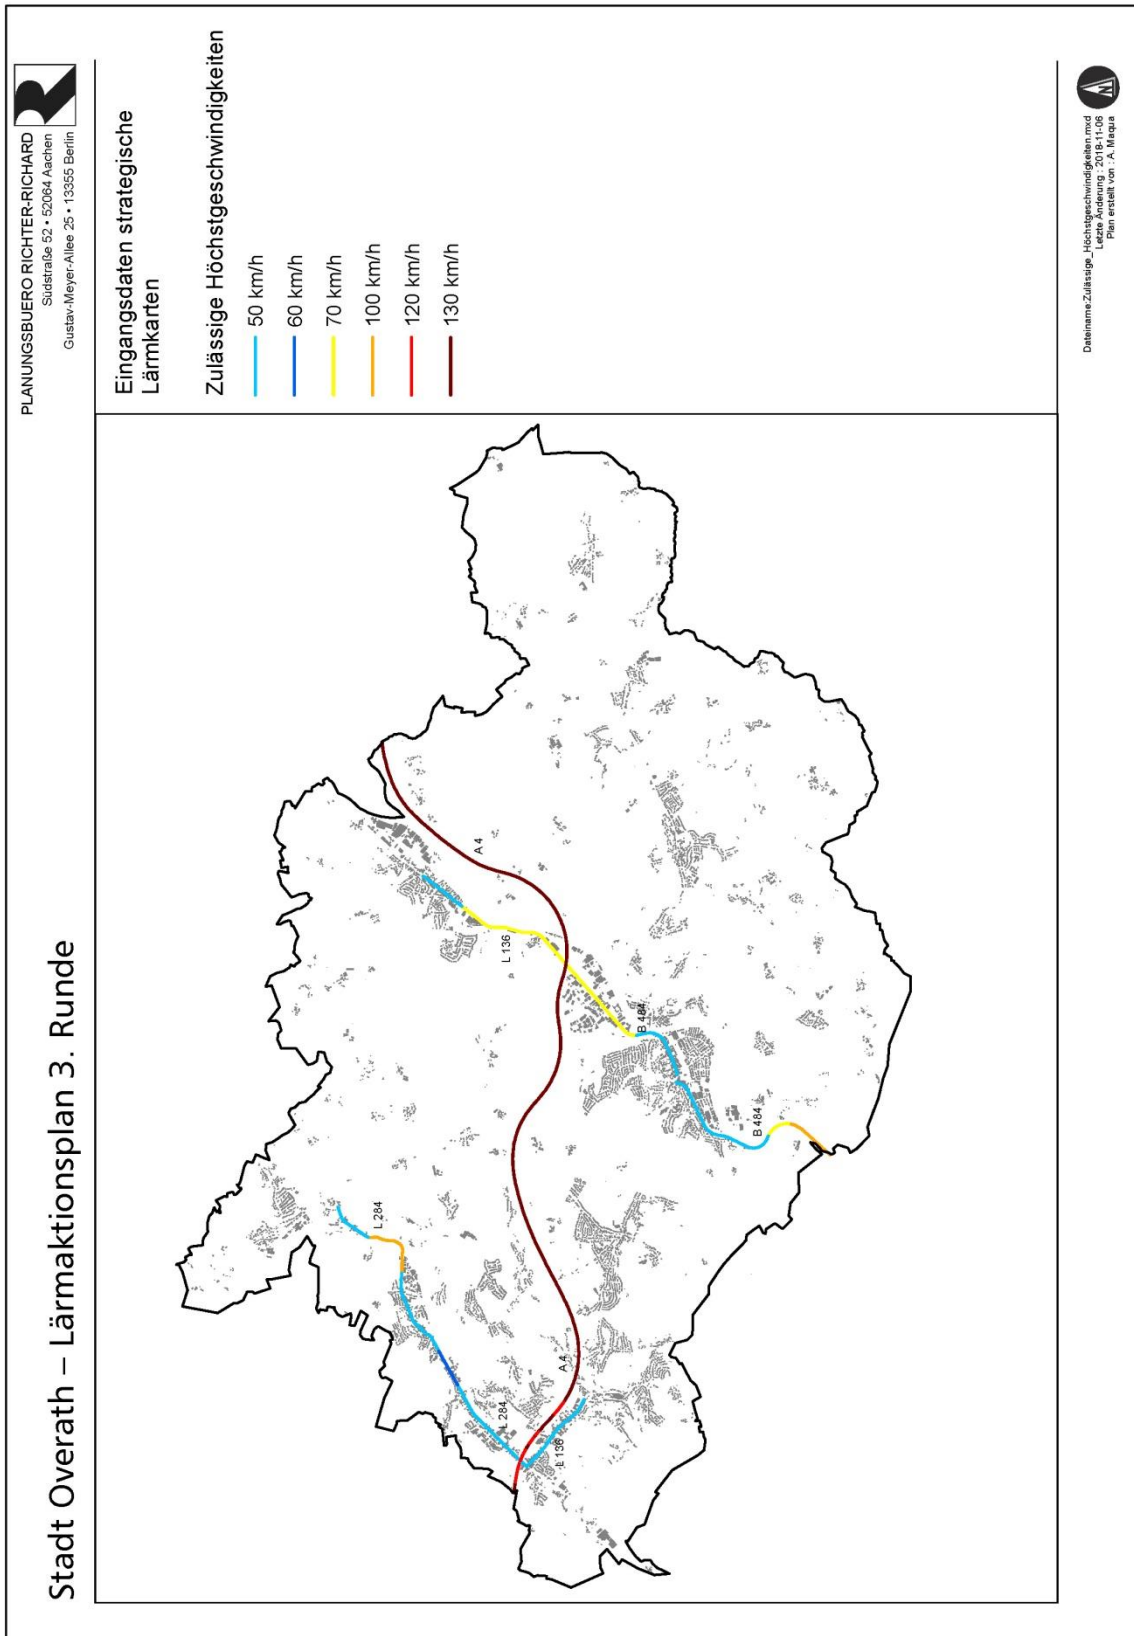 Stadt Overath – Lärmaktionsplan 3. Runde
PLANUNGSBUERO RICHTER-RICHARD
Südstraße 52 • 52064 Aachen
Gustav-Meyer-Allee 25 • 13355 Berlin
Eingangsdaten strategische
Lärmkarten
Zulässige Höchstgeschwindigkeiten
50 km/h
60 km/h
70 km/h
100 km/h
120 km/h
130 km/h
L 284
L 284
L 136
A 4
A 4
L 136
B 484
B 484
N
Dateiname:Zulässige_Höchstgeschwindigkeiten.mxd
Letzte Änderung : 2018-11-06
Plan erstellt von : A. Maqua